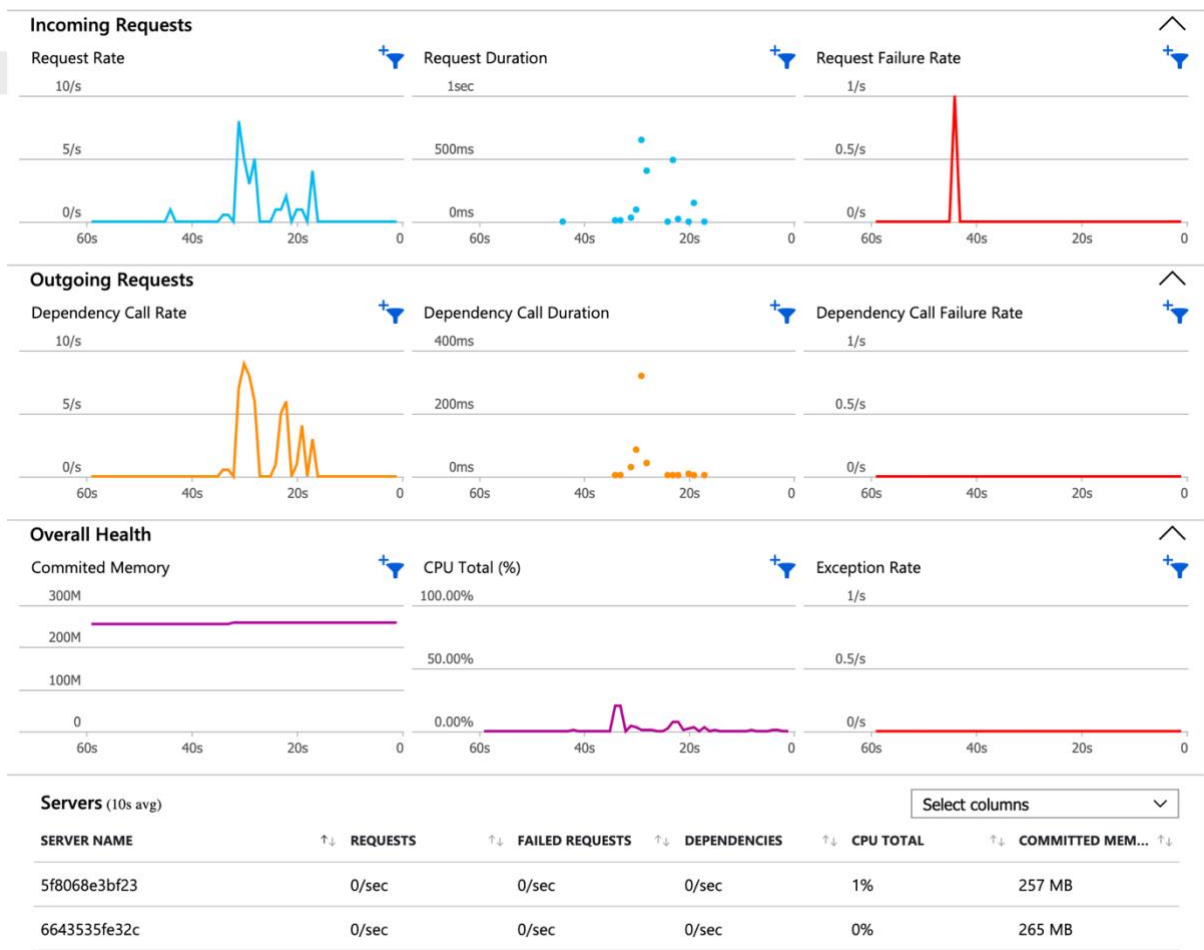 Incoming Requests
Request Rate
Request Duration
Request Failure Rate
10/s
1sec
1/s
5/s
500ms
0.5/s
0/s
0ms
0/s
60s 40s 20s 0
60s 40s 20s 0
60s 40s 20s 0
Outgoing Requests
Dependency Call Rate
Dependency Call Duration
Dependency Call Failure Rate
10/s
400ms
1/s
5/s
200ms
0.5/s
0/s
0ms
0/s
60s 40s 20s 0
60s 40s 20s 0
60s 40s 20s 0
Overall Health
Commited Memory
CPU Total (%)
Exception Rate
300M
100.00%
1/s
200M
50.00%
0.5/s
100M
0
0.00%
0/s
60s 40s 20s 0
60s 40s 20s 0
60s 40s 20s 0
Servers (10s avg)
Select columns
SERVER NAME REQUESTS FAILED REQUESTS DEPENDENCIES CPU TOTAL COMMITTED MEM...
5f8068e3bf23 0/sec 0/sec 0/sec 1% 257 MB
6643535fe32c 0/sec 0/sec 0/sec 0% 265 MB